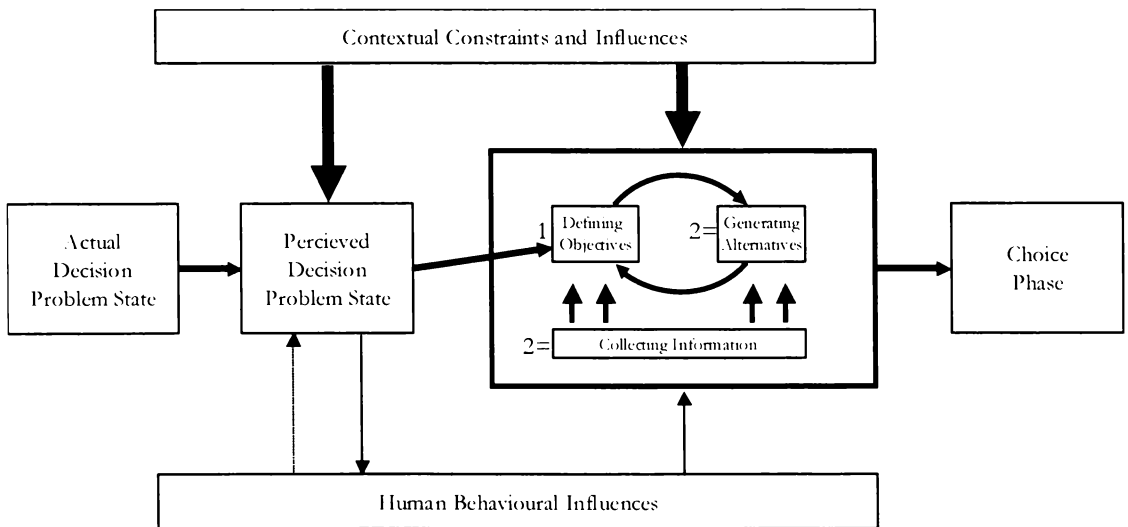 Contextual Constraints and Influences
Actual
Decision
Problem State
Percieved
Decision
Problem State
1
Defining
Objectives
2=
Generating
Alternatives
2=
Collecting Information
Choice
Phase
Human Behavioural Influences